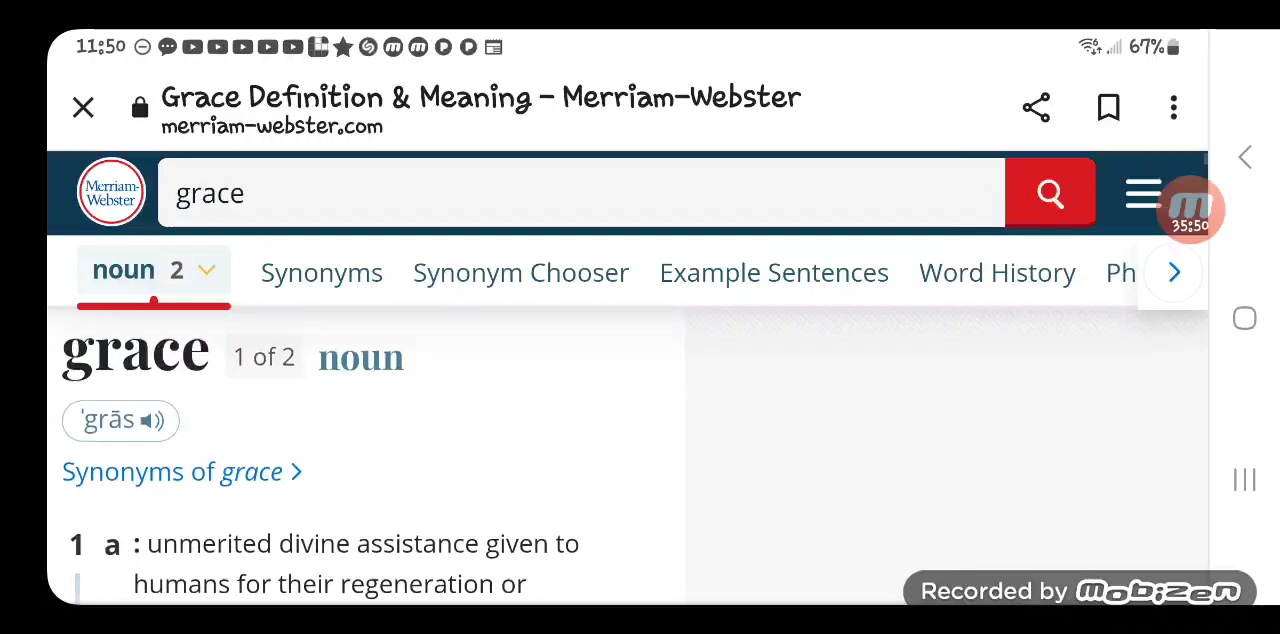 11:50 67%
Grace Definition & Meaning – Merriam-Webster
merriam-webster.com
Merriam-
Webster
grace
35:50
noun 2 Synonyms Synonym Chooser Example Sentences Word History Ph
grace 1 of 2 noun
ˈgrās
Synonyms of grace
1 a : unmerited divine assistance given to
humans for their regeneration or
Recorded by mobizen